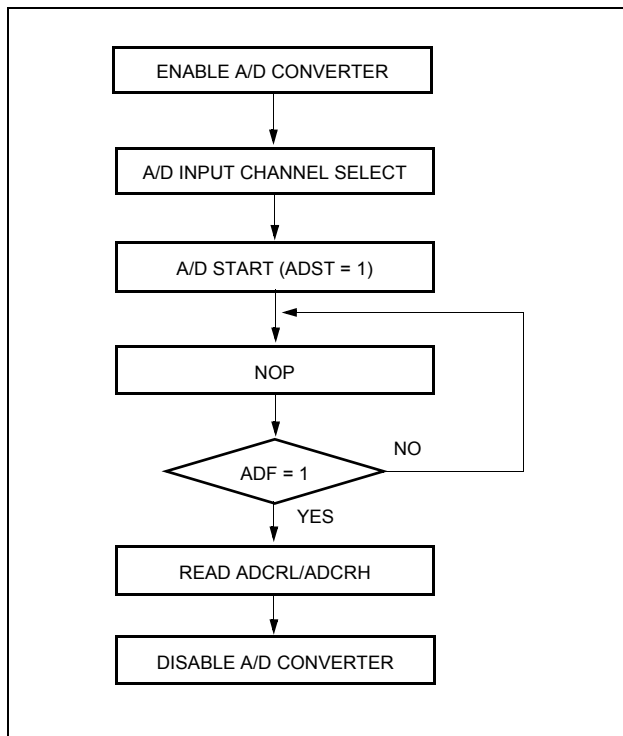 ENABLE A/D CONVERTER
A/D INPUT CHANNEL SELECT
A/D START (ADST = 1)
NOP
ADF = 1
NO
YES
READ ADCRL/ADCRH
DISABLE A/D CONVERTER